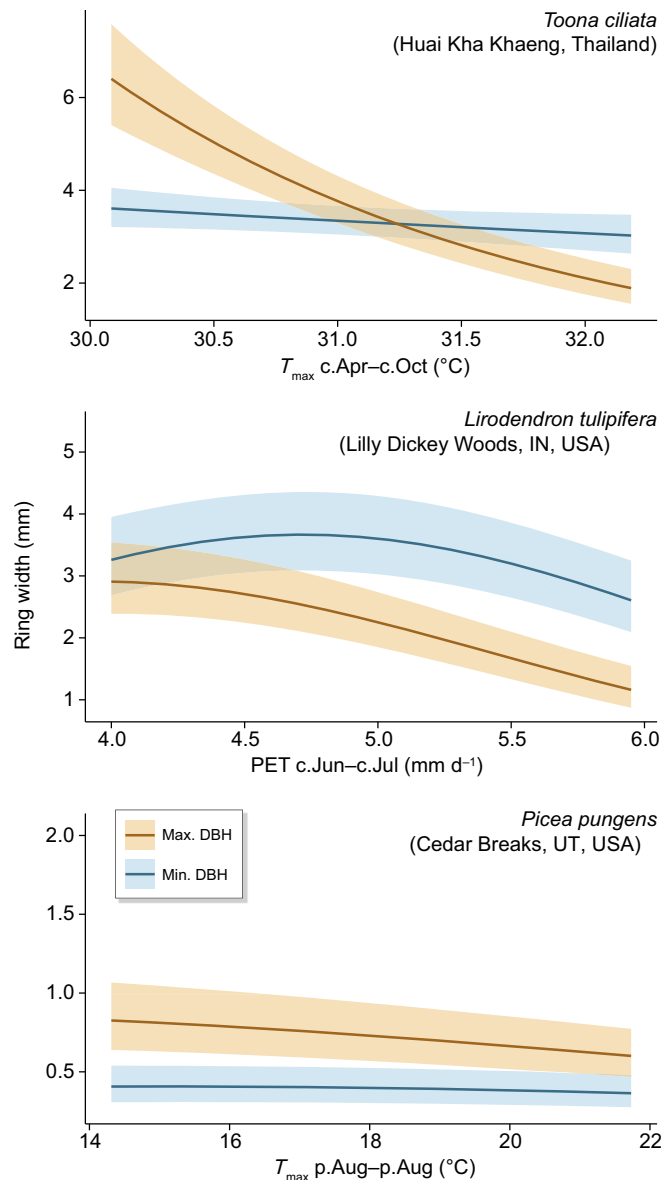 Toona ciliata
(Huai Kha Khaeng, Thailand)
6
4
2
30.0 30.5 31.0 31.5 32.0
Tmax c.Apr–c.Oct (°C)
Lirodendron tulipifera
(Lilly Dickey Woods, IN, USA)
Ring width (mm)
5
4
3
2
1
4.0 4.5 5.0 5.5 6.0
PET c.Jun–c.Jul (mm d⁻¹)
Picea pungens
(Cedar Breaks, UT, USA)
Max. DBH
Min. DBH
2.0
1.5
1.0
0.5
14 16 18 20 22
Tmax p.Aug–p.Aug (°C)